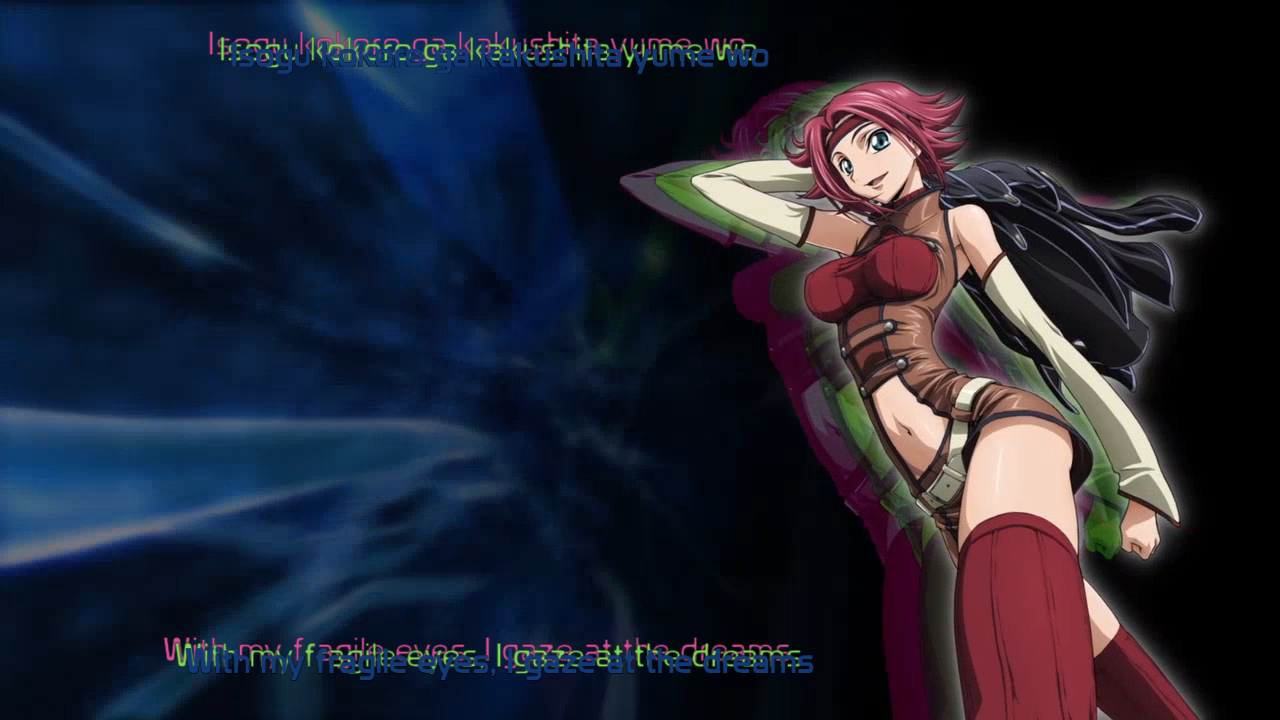 Isogu kokoro ga kakushita yume wo
With my fragile eyes, I gaze at the dreams